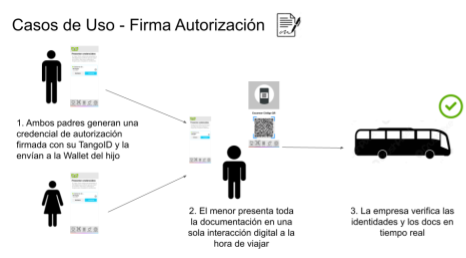 Casos de Uso - Firma Autorización
1. Ambos padres generan una
credencial de autorización
firmada con su TangoID y la
envían a la Wallet del hijo
2. El menor presenta toda
la documentación en una
sola interacción digital a la
hora de viajar
3. La empresa verifica las
identidades y los docs en
tiempo real